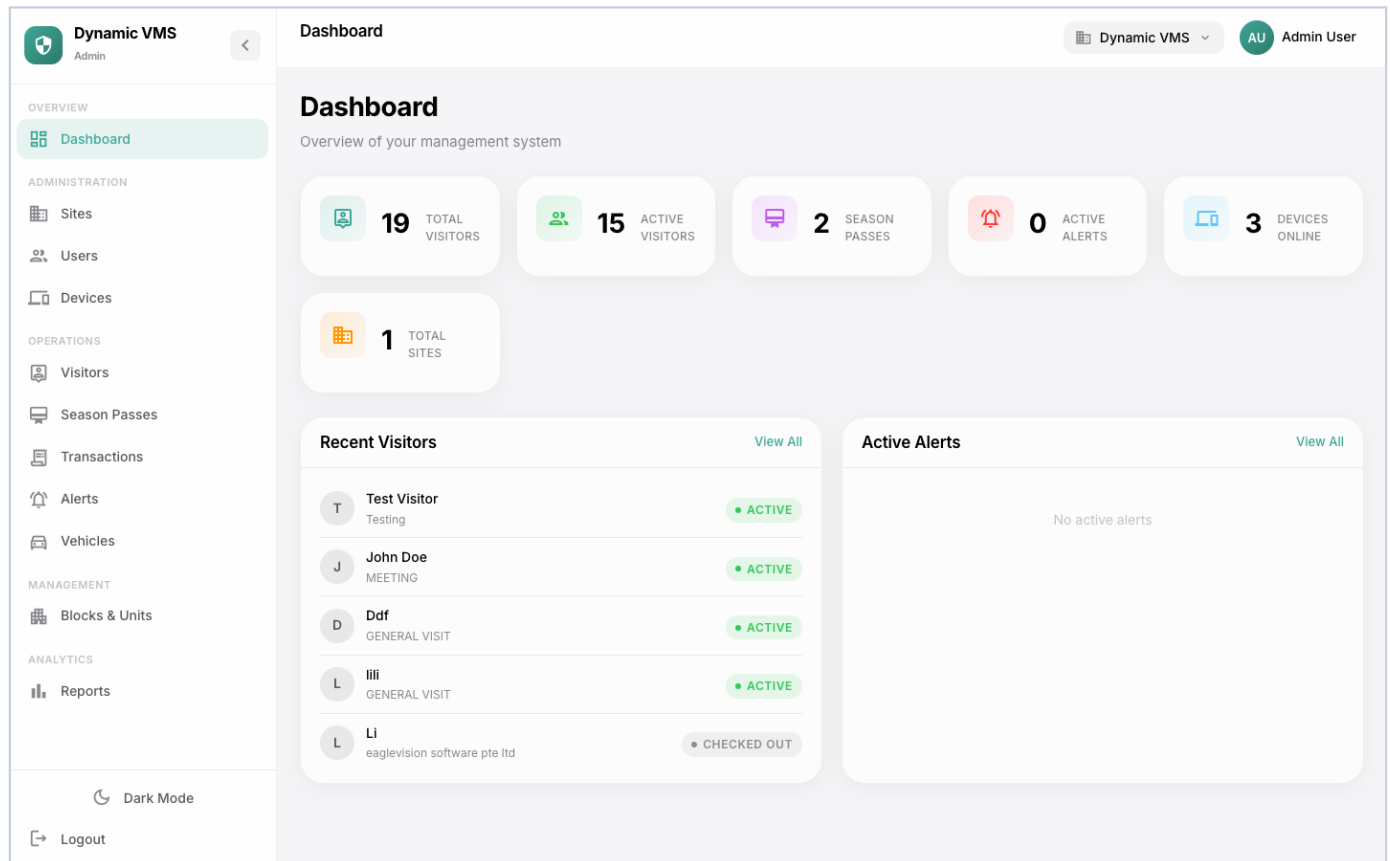 Dynamic VMS
Admin
OVERVIEW
Dashboard
ADMINISTRATION
Sites
Users
Devices
OPERATIONS
Visitors
Season Passes
Transactions
Alerts
Vehicles
MANAGEMENT
Blocks & Units
ANALYTICS
Reports
Dark Mode
Logout
Dashboard
Dynamic VMS
AU
Admin User
Dashboard
Overview of your management system
19
TOTAL
VISITORS
15
ACTIVE
VISITORS
2
SEASON
PASSES
0
ACTIVE
ALERTS
3
DEVICES
ONLINE
1
TOTAL
SITES
Recent Visitors
View All
T
Test Visitor
Testing
ACTIVE
J
John Doe
MEETING
ACTIVE
D
Ddf
GENERAL VISIT
ACTIVE
L
lili
GENERAL VISIT
ACTIVE
L
Li
eaglevision software pte ltd
CHECKED OUT
Active Alerts
View All
No active alerts